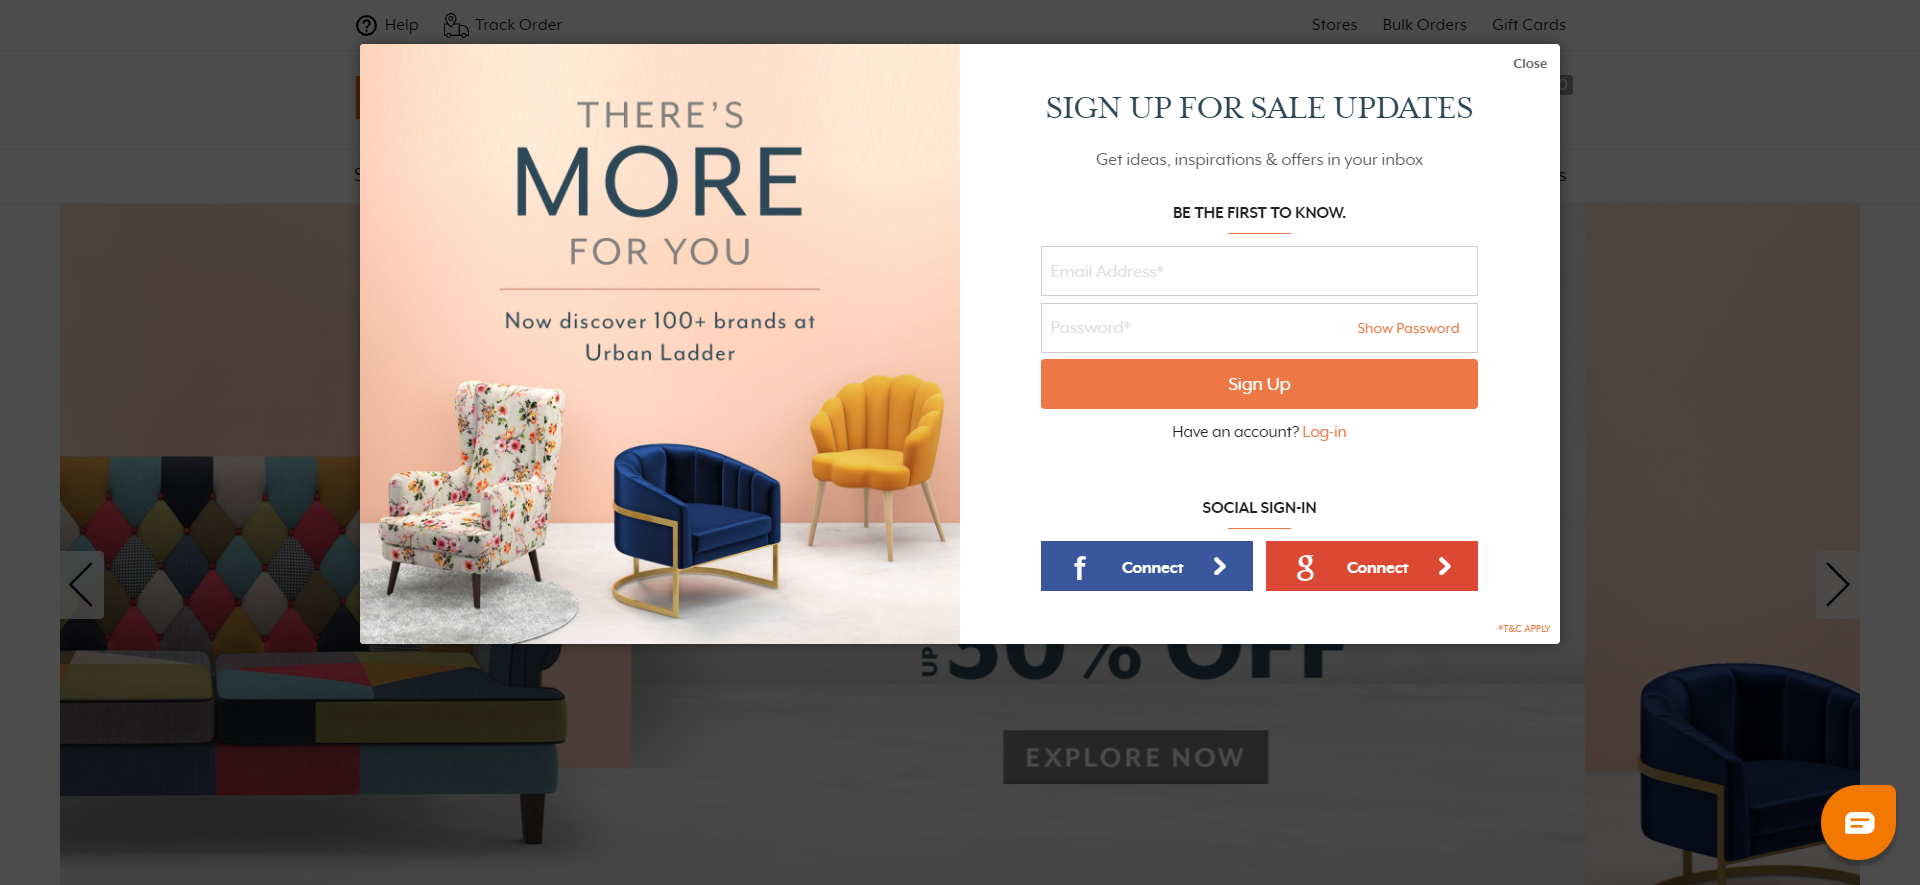 Help
Track Order
Stores
Bulk Orders
Gift Cards
Close
THERE'S
MORE
FOR YOU
Now discover 100+ brands at
Urban Ladder
SIGN UP FOR SALE UPDATES
Get ideas, inspirations & offers in your inbox
BE THE FIRST TO KNOW.
Email Address*
Password*
Show Password
Sign Up
Have an account? Log-in
SOCIAL SIGN-IN
f Connect
g Connect
*T&C APPLY
UP 50% OFF
EXPLORE NOW